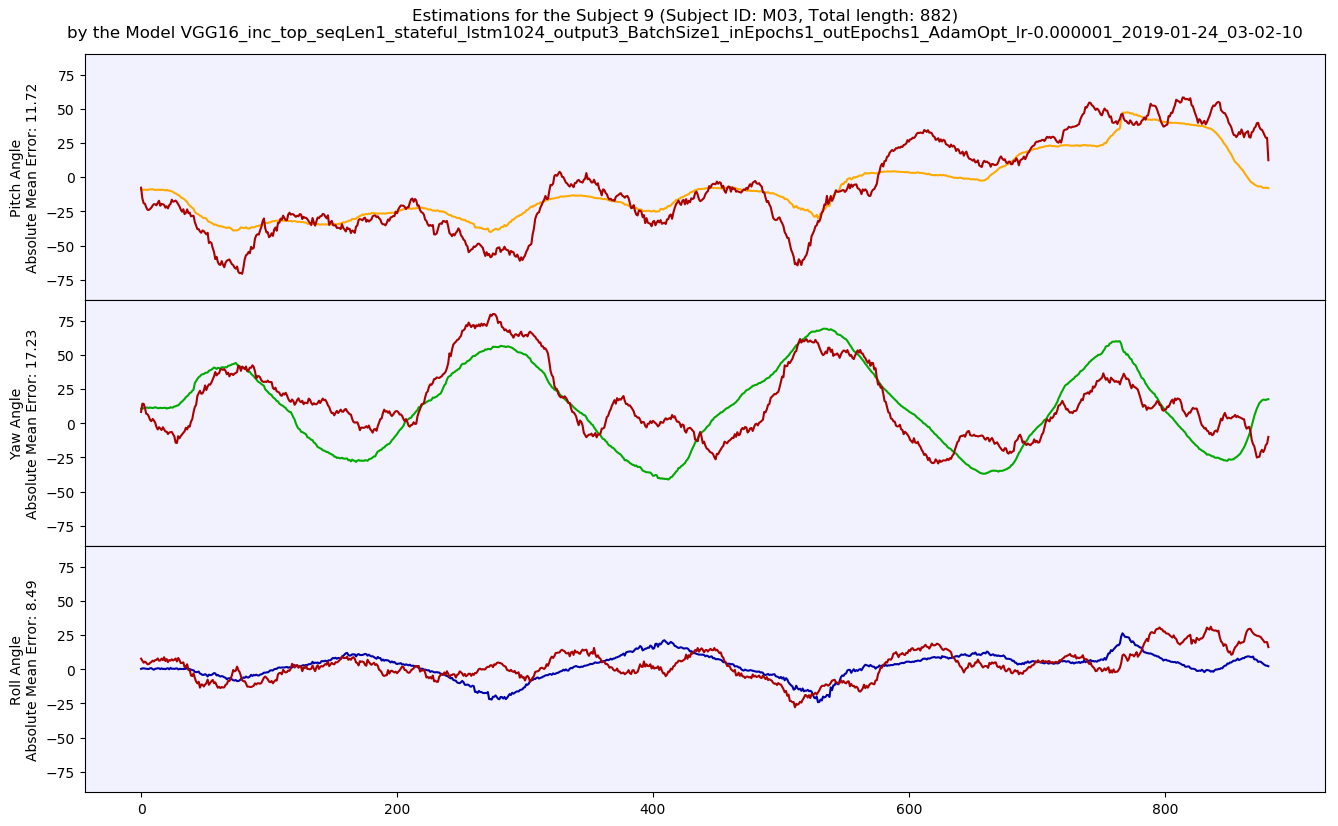 Estimations for the Subject 9 (Subject ID: M03, Total length: 882)
by the Model VGG16_inc_top_seqLen1_stateful_lstm1024_output3_BatchSize1_inEpochs1_outEpochs1_AdamOpt_lr-0.000001_2019-01-24_03-02-10
Pitch Angle
Absolute Mean Error: 11.72
75
50
25
0
−25
−50
−75
Yaw Angle
Absolute Mean Error: 17.23
75
50
25
0
−25
−50
−75
Roll Angle
Absolute Mean Error: 8.49
75
50
25
0
−25
−50
−75
0 200 400 600 800